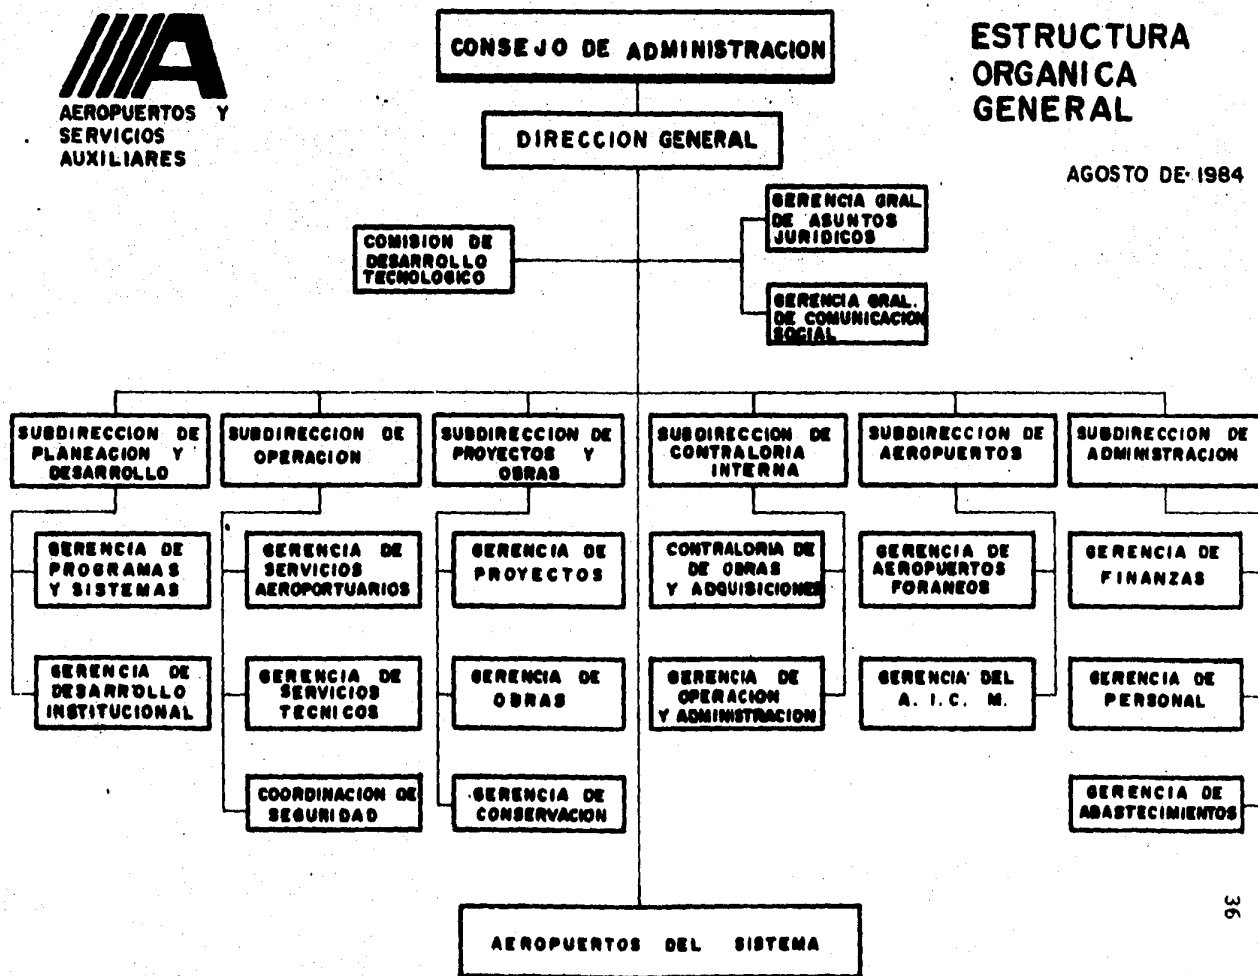 AEROPUERTOS Y
SERVICIOS
AUXILIARES
CONSEJO DE ADMINISTRACION
ESTRUCTURA
ORGANICA
GENERAL
AGOSTO DE 1984
DIRECCION GENERAL
COMISION DE
DESARROLLO
TECNOLOGICO
GERENCIA GRAL
DE ASUNTOS
JURIDICOS
GERENCIA GRAL.
DE COMUNICACION
SOCIAL
SUBDIRECCION DE
PLANEACION Y
DESARROLLO
SUBDIRECCION DE
OPERACION
SUBDIRECCION DE
PROYECTOS Y
OBRAS
SUBDIRECCION DE
CONTRALORIA
INTERNA
SUBDIRECCION DE
AEROPUERTOS
SUBDIRECCION DE
ADMINISTRACION
GERENCIA DE
PROGRAMAS
Y SISTEMAS
GERENCIA DE
SERVICIOS
AEROPORTUARIOS
GERENCIA DE
PROYECTOS
CONTRALORIA DE
DE OBRAS
Y ADQUISICIONES
GERENCIA DE
AEROPUERTOS
FORANEOS
GERENCIA DE
FINANZAS
GERENCIA DE
DESARROLLO
INSTITUCIONAL
GERENCIA DE
SERVICIOS
TECNICOS
GERENCIA DE
OBRAS
GERENCIA DE
OPERACION
Y ADMINISTRACION
GERENCIA DEL
A. I. C. M.
GERENCIA DE
PERSONAL
COORDINACION DE
SEGURIDAD
GERENCIA DE
CONSERVACION
GERENCIA DE
ABASTECIMIENTOS
AEROPUERTOS DEL SISTEMA
36